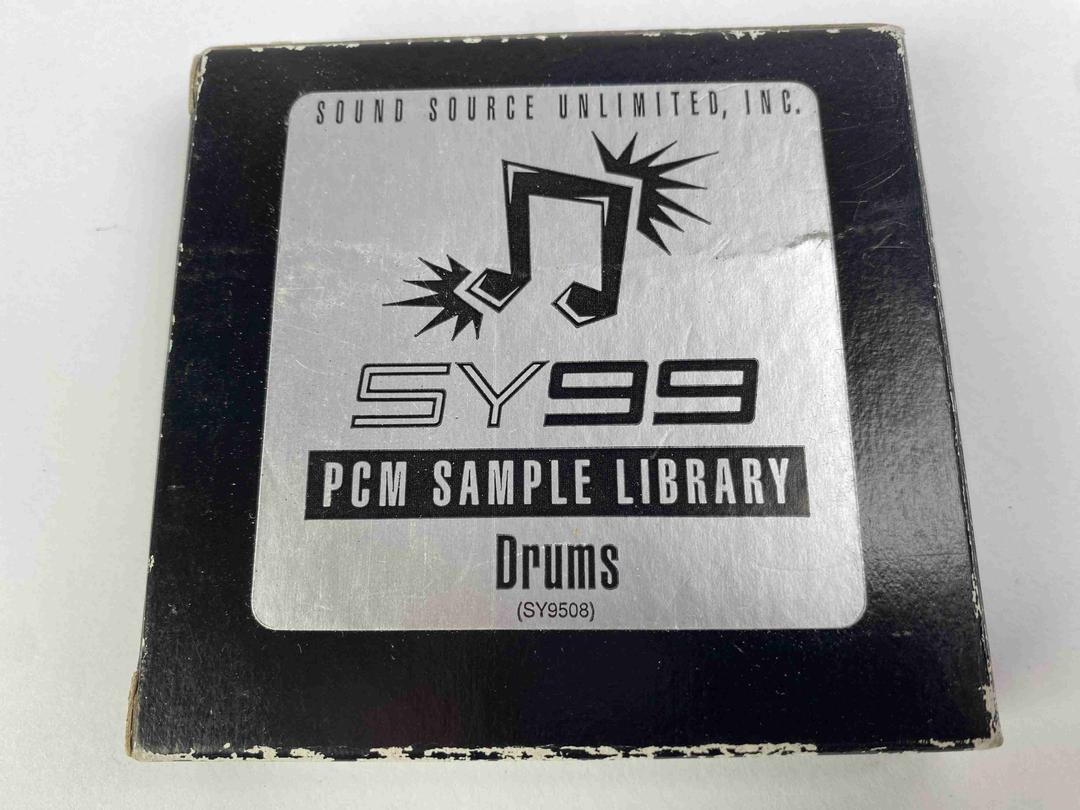 SOUND SOURCE UNLIMITED, INC.
SY99
PCM SAMPLE LIBRARY
Drums
(SY9508)